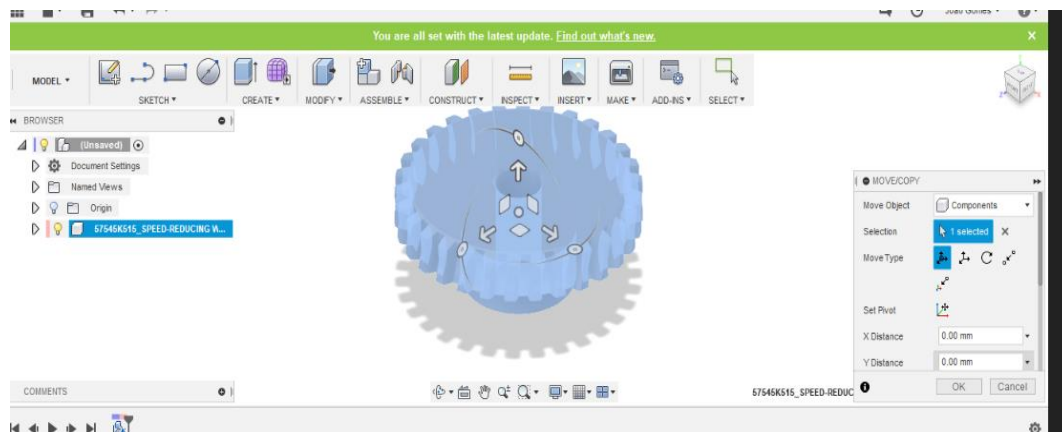 João Gomes
You are all set with the latest update. Find out what's new.
MODEL
SKETCH
CREATE
MODIFY
ASSEMBLE
CONSTRUCT
INSPECT
INSERT
MAKE
ADD-INS
SELECT
BROWSER
(Unsaved)
Document Settings
Named Views
Origin
57545K515_SPEED-REDUCING W...
MOVE/COPY
Move Object
Components
Selection
1 selected
Move Type
Set Pivot
X Distance
0.00 mm
Y Distance
0.00 mm
OK
Cancel
COMMENTS
57545K515_SPEED-REDUC